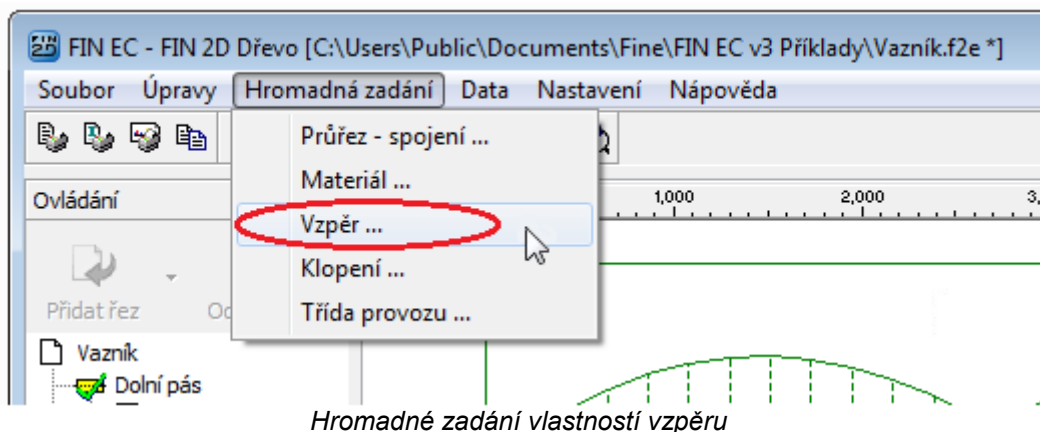 FIN EC - FIN 2D Dřevo [C:\Users\Public\Documents\Fine\FIN EC v3 Příklady\Vazník.f2e *]
Soubor Úpravy Hromadná zadání Data Nastavení Nápověda
Průřez - spojení ...
Materiál ...
Ovládání 1,000 2,000 3,
Vzpěr ...
Klopení ...
Přidat řez
Třída provozu ...
Vazník
Dolní pás
Hromadné zadání vlastností vzpěru